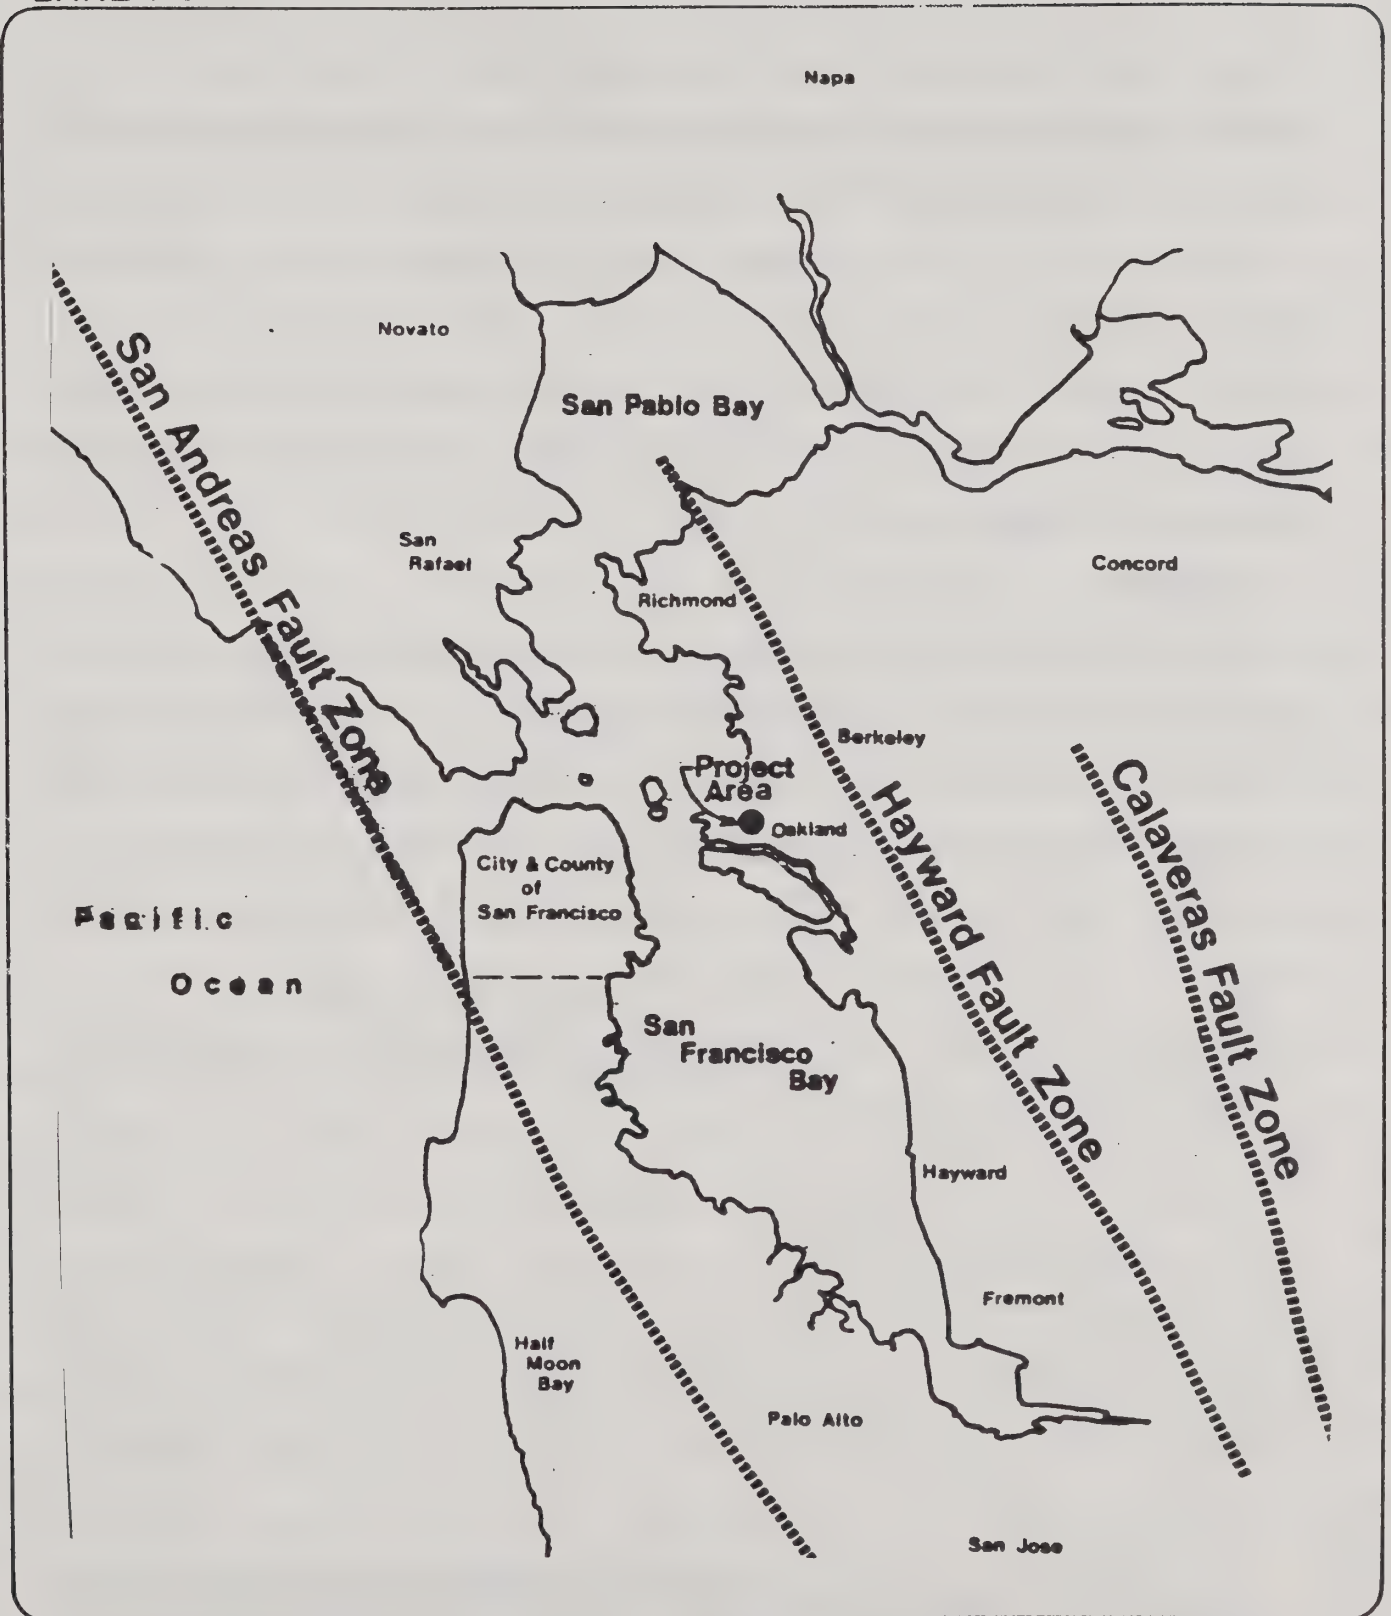 Napa
Novato
San Pablo Bay
San Andreas Fault Zone
San
Rafael
Concord
Richmond
Berkeley
Project
Area
Oakland
Hayward Fault Zone
Calaveras Fault Zone
City & County
of
San Francisco
Pacific
Ocean
San
Francisco
Bay
Hayward
Fremont
Half
Moon
Bay
Palo Alto
San Jose